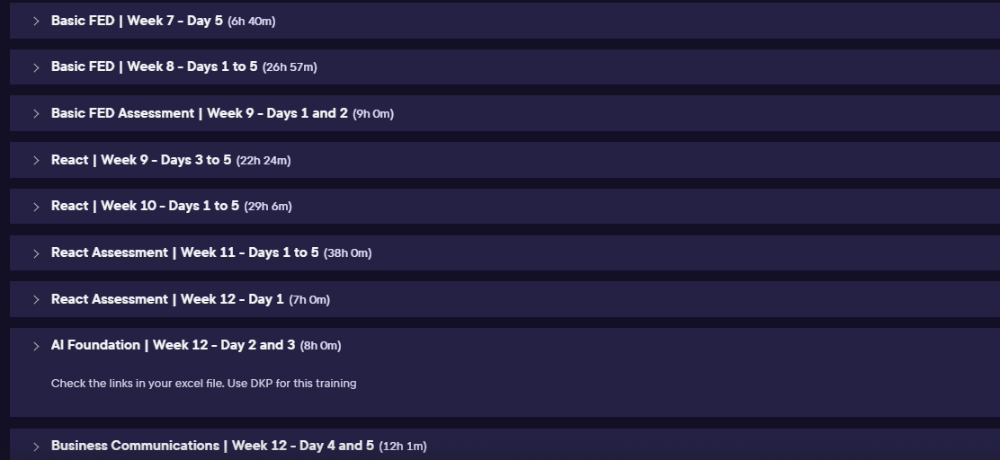 Basic FED | Week 7 - Day 5 (6h 40m)
Basic FED | Week 8 - Days 1 to 5 (26h 57m)
Basic FED Assessment | Week 9 - Days 1 and 2 (9h 0m)
React | Week 9 - Days 3 to 5 (22h 24m)
React | Week 10 - Days 1 to 5 (29h 6m)
React Assessment | Week 11 - Days 1 to 5 (38h 0m)
React Assessment | Week 12 - Day 1 (7h 0m)
AI Foundation | Week 12 - Day 2 and 3 (8h 0m)
Check the links in your excel file. Use DKP for this training
Business Communications | Week 12 - Day 4 and 5 (12h 1m)